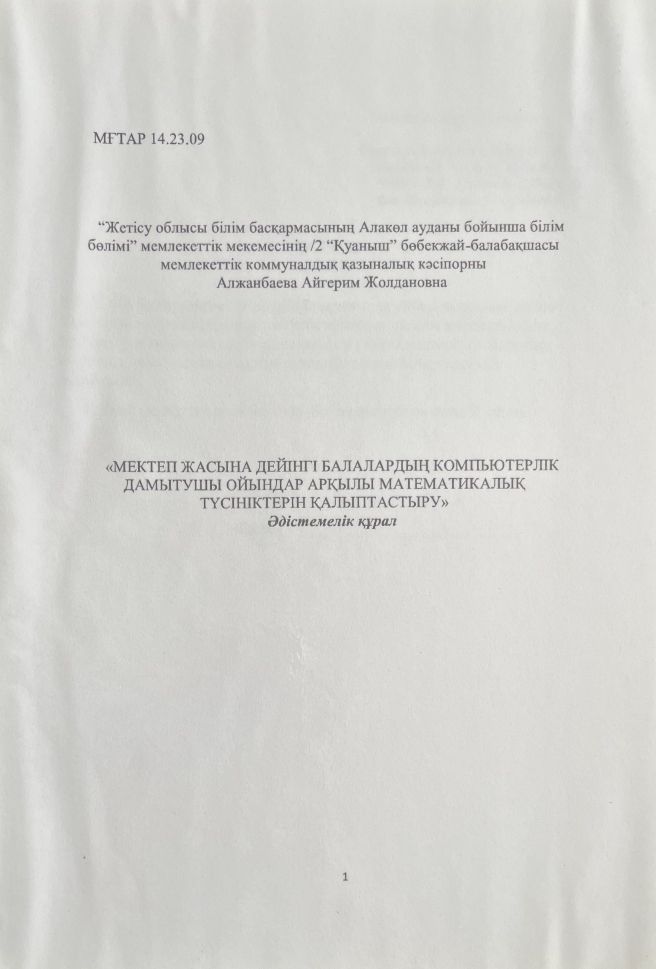 МҒТАР 14.23.09
“Жетісу облысы білім басқармасының Алакөл ауданы бойынша білім
бөлімі” мемлекеттік мекемесінің /2 “Қуаныш” бөбекжай-балабақшасы
мемлекеттік коммуналдық қазыналық кәсіпорны
Алжанбаева Айгерим Жолдановна
«МЕКТЕП ЖАСЫНА ДЕЙІНГІ БАЛАЛАРДЫҢ КОМПЬЮТЕРЛІК
ДАМЫТУШЫ ОЙЫНДАР АРҚЫЛЫ МАТЕМАТИКАЛЫҚ
ТҮСІНІКТЕРІН ҚАЛЫПТАСТЫРУ»
Әдістемелік құрал
1